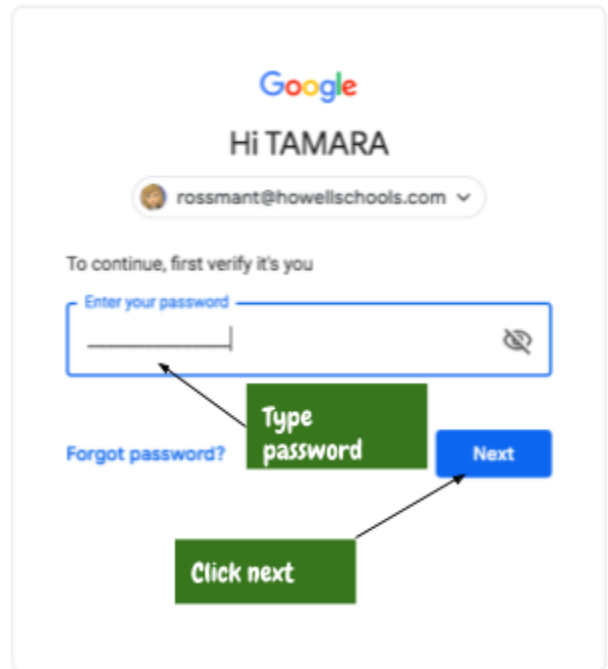 Google
Hi TAMARA
rossmant@howellschools.com
To continue, first verify it's you
Enter your password
Type
password
Forgot password?
Next
Click next